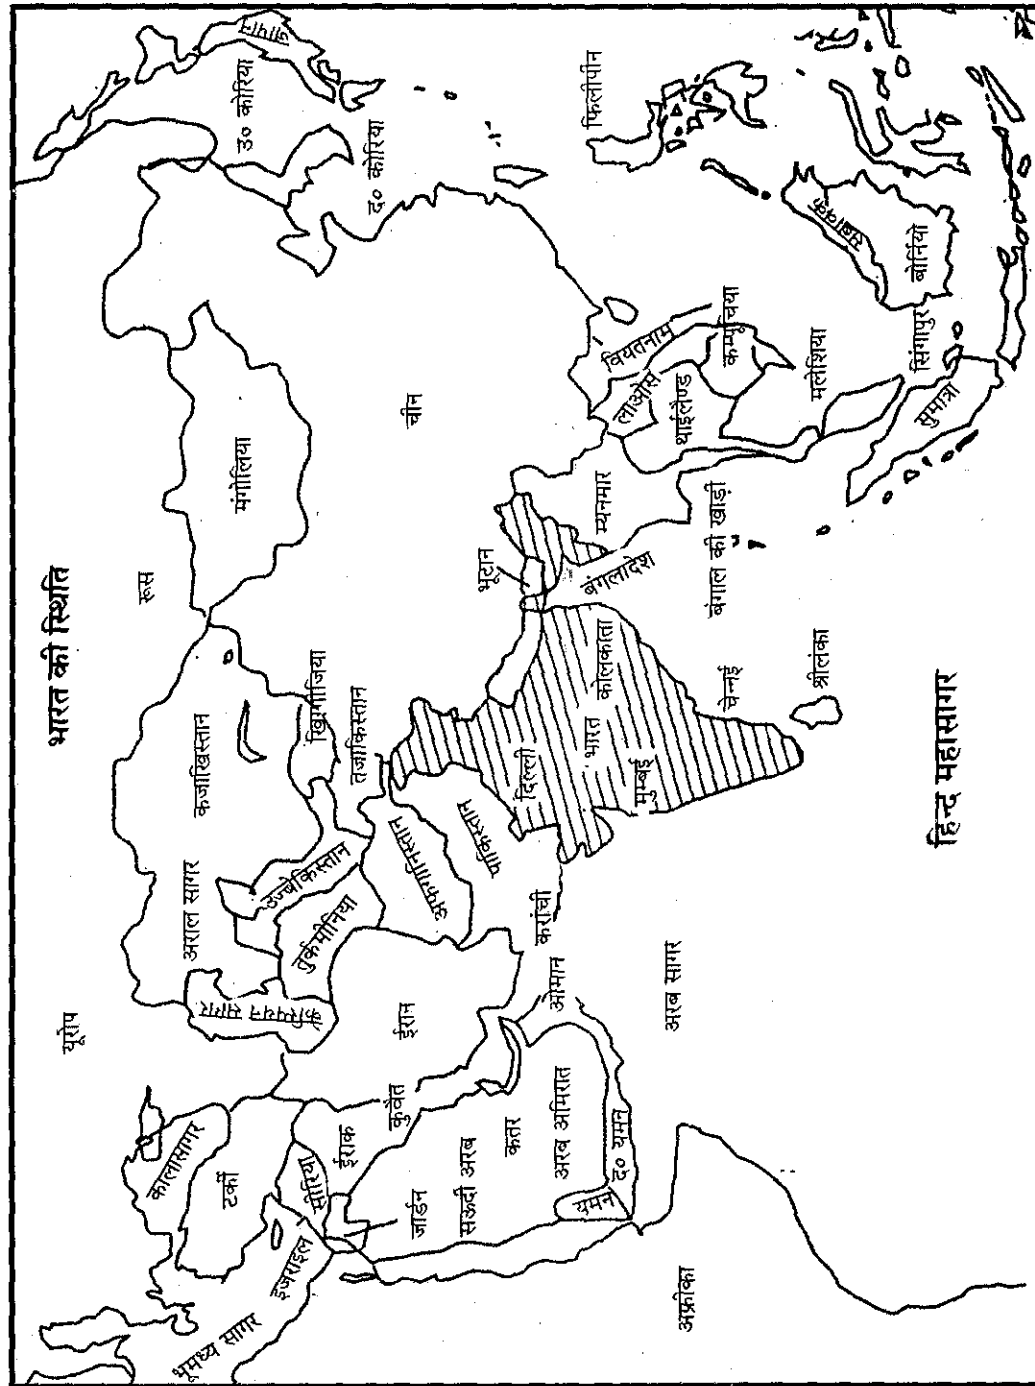 भारत की स्थिति
यूरोप
रूस
कालासागर
टर्की
भूमध्य सागर
इजराइल
सीरिया
ईराक
जार्डन
कुवैत
सऊदी अरब
कतर
अरब अमिरात
यमन
द० यमन
ओमान
ईरान
कैस्पियन सागर
अराल सागर
कजाखिस्तान
उज्बेकिस्तान
तुर्कमीनिया
खिरगीजिया
तजाकिस्तान
अफगानिस्तान
पाकिस्तान
करांची
मंगोलिया
चीन
उ० कोरिया
द० कोरिया
जापान
दिल्ली
भारत
मुम्बई
कोलकाता
चेन्नई
श्रीलंका
भूटान
बंगलादेश
म्यनमार
लाओस
वियतनाम
थाईलैण्ड
कम्पूचिया
मलेशिया
सिंगापुर
सुमात्रा
बोर्नियो
फिलीपीन
बंगाल की खाड़ी
अरब सागर
अफ्रीका
हिन्द महासागर